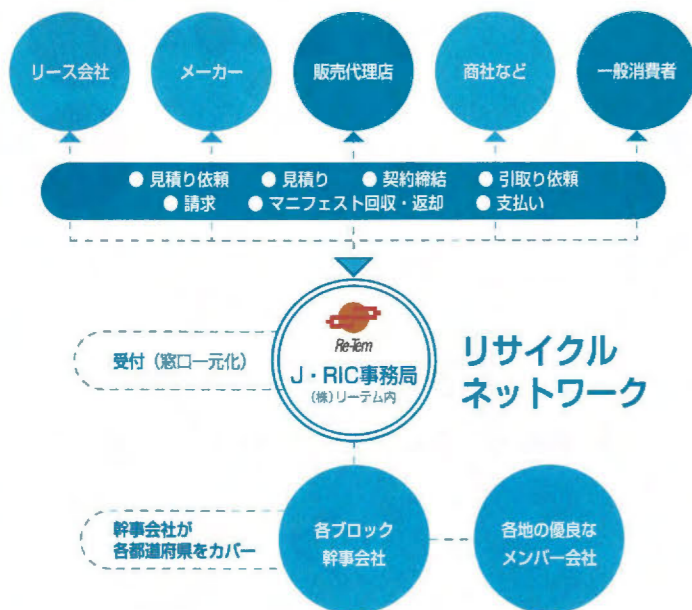 リース会社
メーカー
販売代理店
商社など
一般消費者
● 見積り依頼 ● 見積り ● 契約締結 ● 引取り依頼
● 請求 ● マニフェスト回収・返却 ● 支払い
Re-Tem
J・RIC事務局
(株)リーテム内
受付（窓口一元化）
リサイクル
ネットワーク
幹事会社が
各都道府県をカバー
各ブロック
幹事会社
各地の優良な
メンバー会社